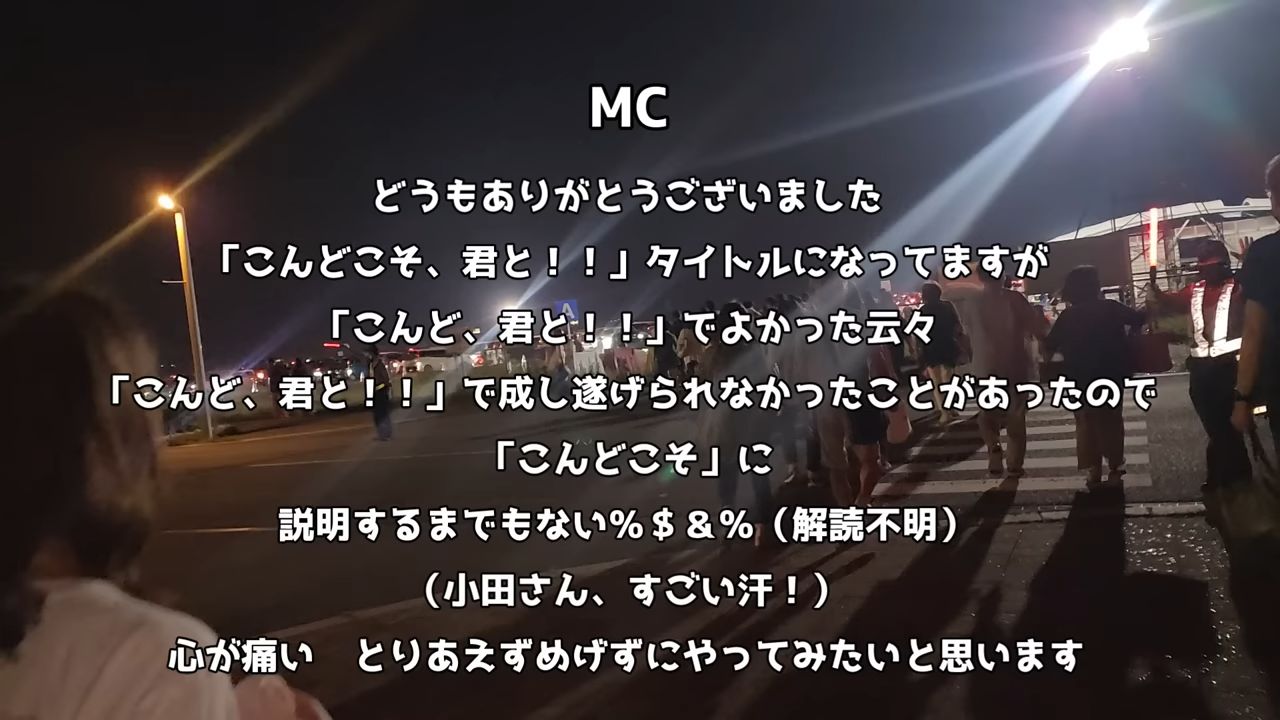 MC
どうもありがとうございました
「こんどこそ、君と！！」タイトルになってますが
「こんど、君と！！」でよかった云々
「こんど、君と！！」で成し遂げられなかったことがあったので
「こんどこそ」に
説明するまでもない％＄＆％（解読不明）
（小田さん、すごい汗！）
心が痛い　とりあえずめげずにやってみたいと思います
A